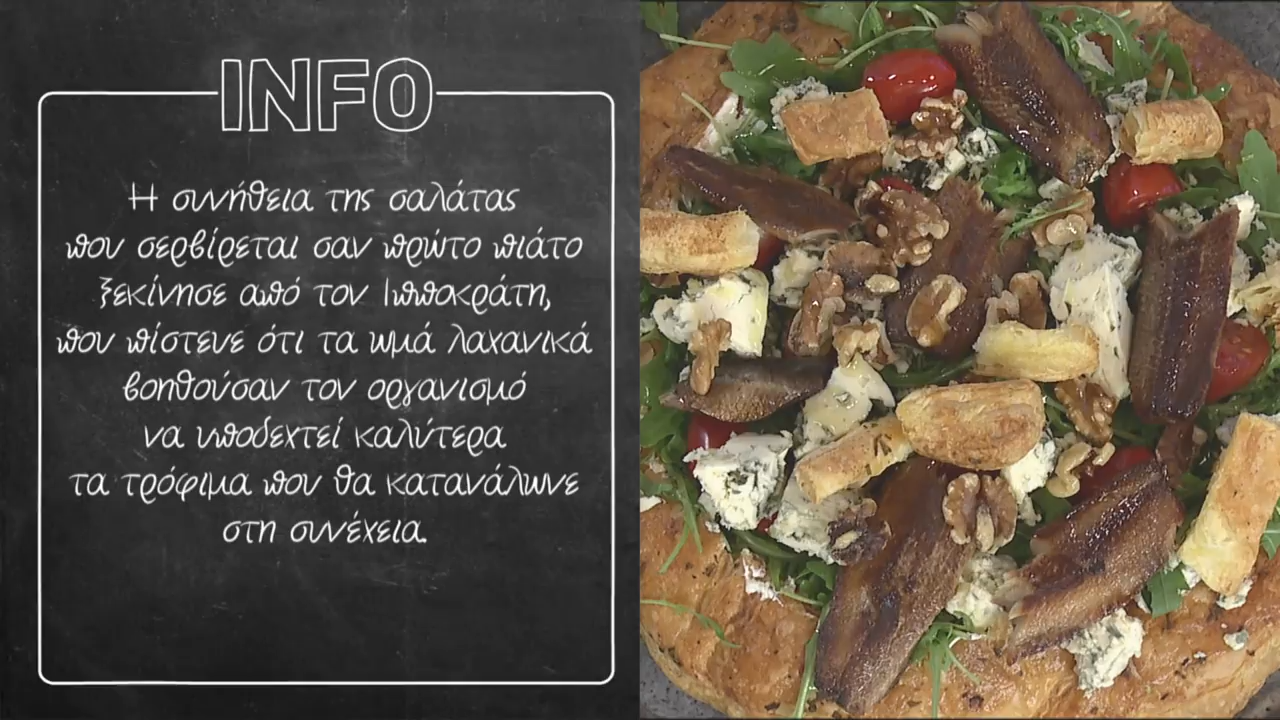 INFO
Η συνήθεια της σαλάτας
που σερβίρεται σαν πρώτο πιάτο
ξεκίνησε από τον Ιπποκράτη,
που πίστευε ότι τα ωμά λαχανικά
βοηθούσαν τον οργανισμό
να υποδεχτεί καλύτερα
τα τρόφιμα που θα κατανάλωνε
στη συνέχεια.